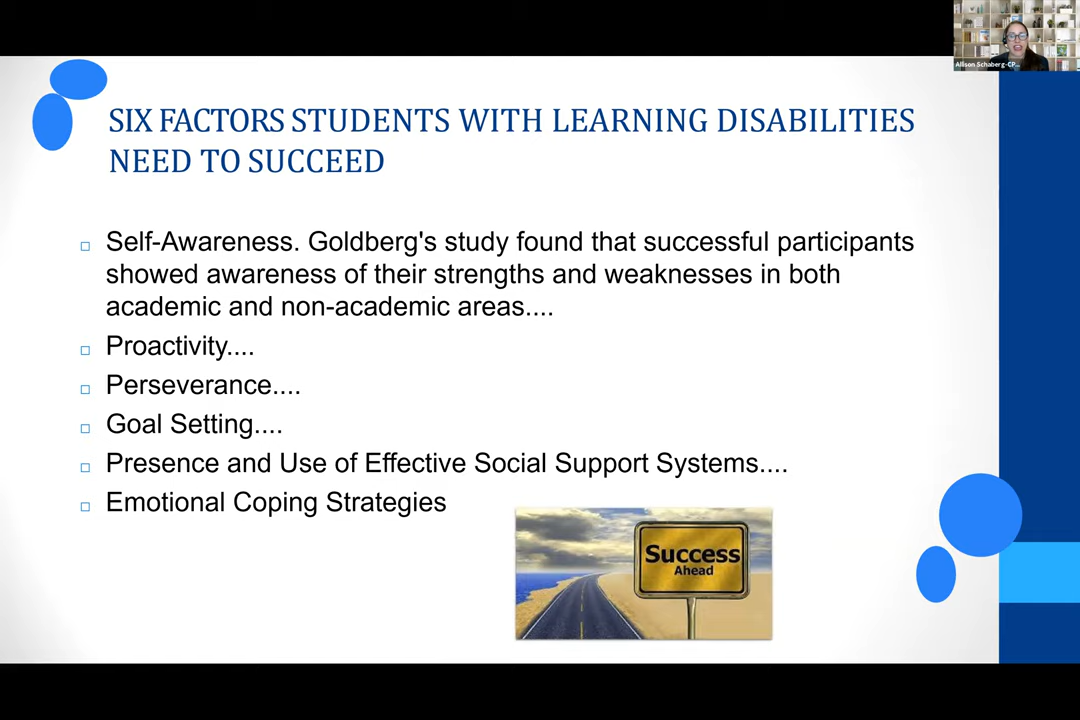 Allison Schaberg-CP...
SIX FACTORS STUDENTS WITH LEARNING DISABILITIES
NEED TO SUCCEED
Self-Awareness. Goldberg's study found that successful participants
showed awareness of their strengths and weaknesses in both
academic and non-academic areas....
Proactivity....
Perseverance....
Goal Setting....
Presence and Use of Effective Social Support Systems....
Emotional Coping Strategies
Success
Ahead